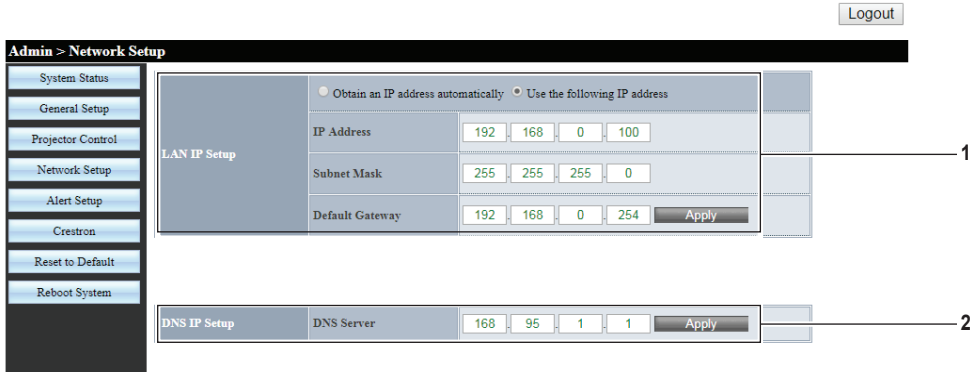 Logout
Admin > Network Setup
System Status
General Setup
Projector Control
Network Setup
Alert Setup
Crestron
Reset to Default
Reboot System
Obtain an IP address automatically Use the following IP address
LAN IP Setup
IP Address 192 . 168 . 0 . 100
Subnet Mask 255 . 255 . 255 . 0
Default Gateway 192 . 168 . 0 . 254 Apply
1
DNS IP Setup DNS Server 168 . 95 . 1 . 1 Apply
2